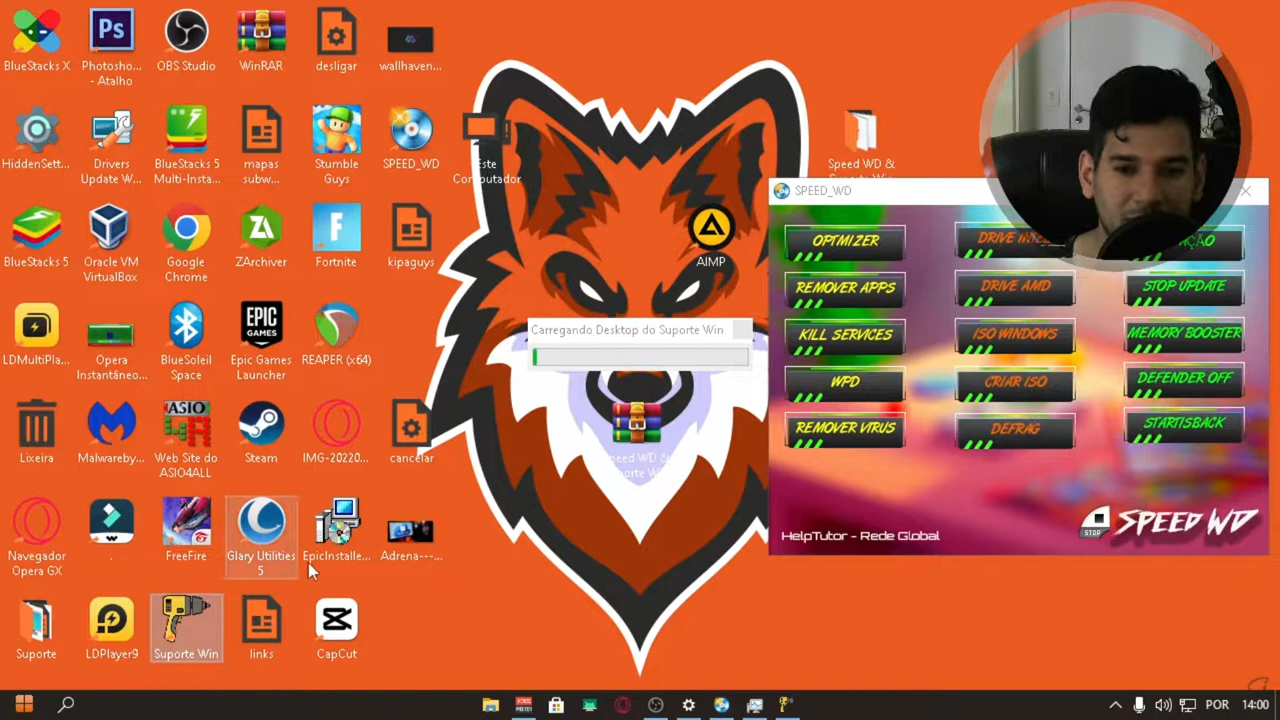 BlueStacks X
Photosho...
- Atalho
OBS Studio
WinRAR
desligar
wallhaven...
HiddenSett...
Drivers
Update W...
BlueStacks 5
Multi-Insta...
mapas
subw...
Stumble
Guys
SPEED_WD
Este
Computador
Speed WD &
BlueStacks 5
Oracle VM
VirtualBox
Google
Chrome
ZArchiver
Fortnite
kipaguys
AIMP
LDMultiPla...
Opera
Instantâneo...
BlueSoleil
Space
EPIC
GAMES
Epic Games
Launcher
REAPER (x64)
Lixeira
Malwareby...
ASIO
4ALL
Web Site do
ASIO4ALL
Steam
IMG-20220...
cancelar
Navegador
Opera GX
.
FreeFire
Glary Utilities
5
EpicInstalle...
Adrena---...
Suporte
LDPlayer9
Suporte Win
links
CapCut
Carregando Desktop do Suporte Win
SPEED_WD
OPTMIZER
REMOVER APPS
STOP UPDATE
DRIVE AMD
KILL SERVICES
ISO WINDOWS
MEMORY BOOSTER
WPD
CRIAR ISO
DEFENDER OFF
REMOVER VIRUS
DEFRAG
STARTISBACK
STOP
SPEED WD
HelpTutor - Rede Global
POR
14:00